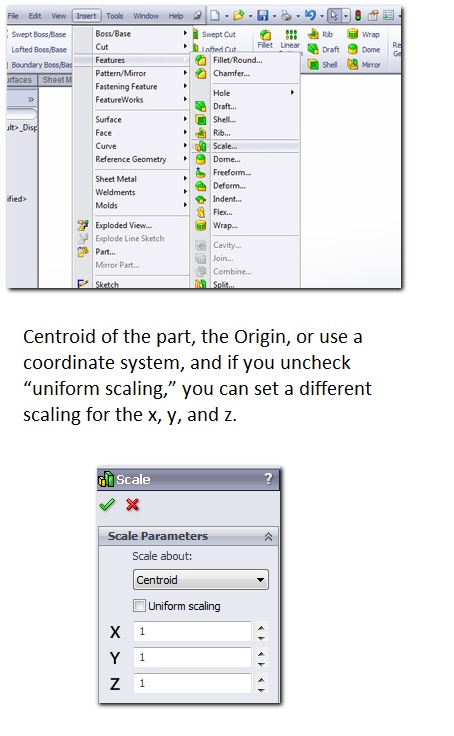 File Edit View Insert Tools Window Help
Swept Boss/Base
Lofted Boss/Base
Boundary Boss/Bas
Boss/Base
Cut
Features
Pattern/Mirror
Fastening Feature
FeatureWorks
Surface
Face
Curve
Reference Geometry
Sheet Metal
Weldments
Molds
Exploded View...
Explode Line Sketch
Part...
Mirror Part...
Sketch
Swept Cut
Lofted Cut
Fillet Linear
Rib Wrap
Draft Dome
Shell Mirror
Re
Ge
Fillet/Round...
Chamfer...
Hole
Draft...
Shell...
Rib...
Scale...
Dome...
Freeform...
Deform...
Indent...
Flex...
Wrap...
Cavity...
Join...
Combine...
Split...
urfaces Sheet M
ult>_Disp
ified>
Centroid of the part, the Origin, or use a
coordinate system, and if you uncheck
“uniform scaling,” you can set a different
scaling for the x, y, and z.
Scale ?
Scale Parameters
Scale about:
Centroid
Uniform scaling
X 1
Y 1
Z 1